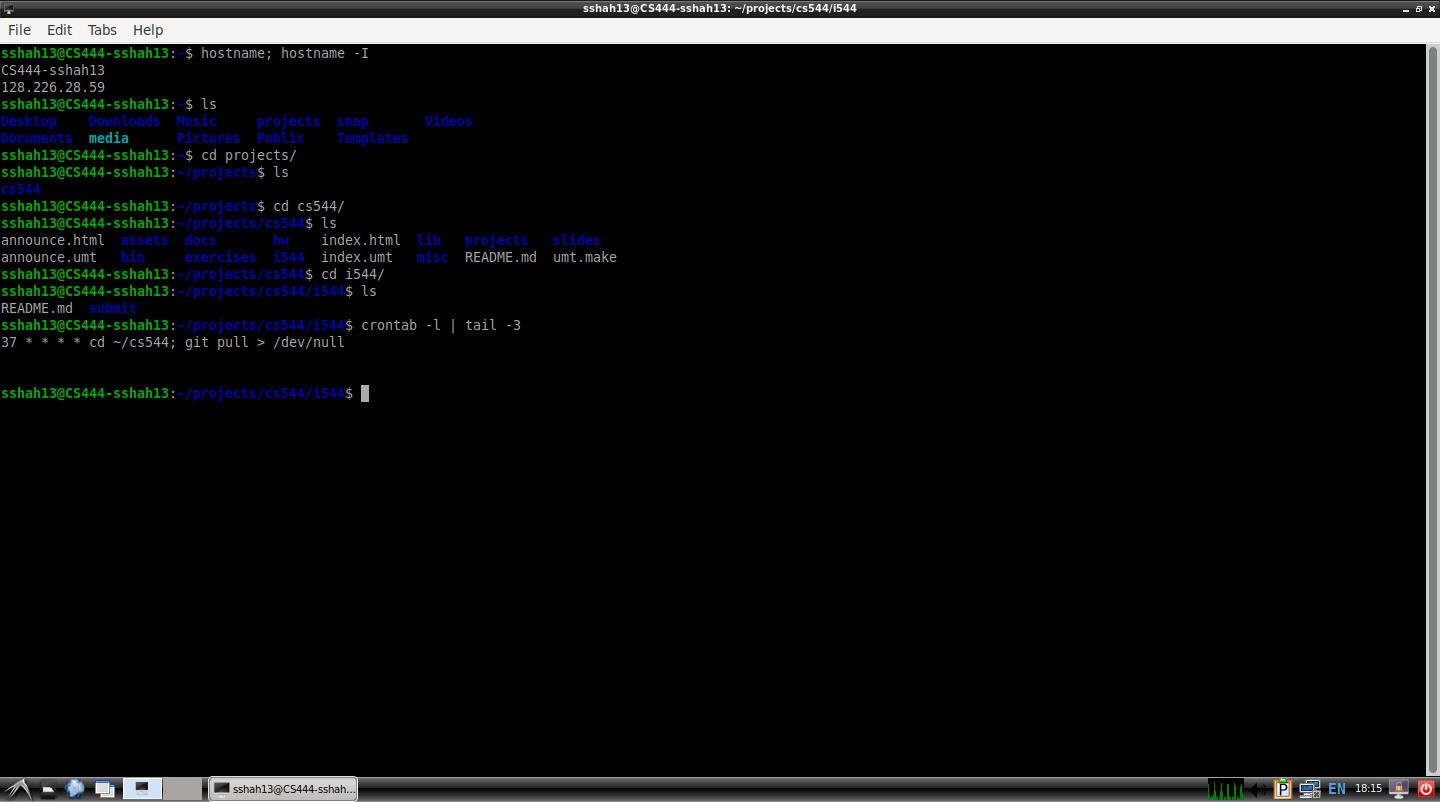 sshah13@CS444-sshah13: ~/projects/cs544/i544
File Edit Tabs Help
sshah13@CS444-sshah13:~$ hostname; hostname -I
CS444-sshah13
128.226.28.59
sshah13@CS444-sshah13:~$ ls
Desktop Downloads Music projects snap Videos
Documents media Pictures Public Templates
sshah13@CS444-sshah13:~$ cd projects/
sshah13@CS444-sshah13:~/projects$ ls
cs544
sshah13@CS444-sshah13:~/projects$ cd cs544/
sshah13@CS444-sshah13:~/projects/cs544$ ls
announce.html assets docs hw index.html lib projects slides
announce.umt bin exercises i544 index.umt misc README.md umt.make
sshah13@CS444-sshah13:~/projects/cs544$ cd i544/
sshah13@CS444-sshah13:~/projects/cs544/i544$ ls
README.md submit
sshah13@CS444-sshah13:~/projects/cs544/i544$ crontab -l | tail -3
37 * * * * cd ~/cs544; git pull > /dev/null
sshah13@CS444-sshah13:~/projects/cs544/i544$
sshah13@CS444-sshah... P EN 18:15